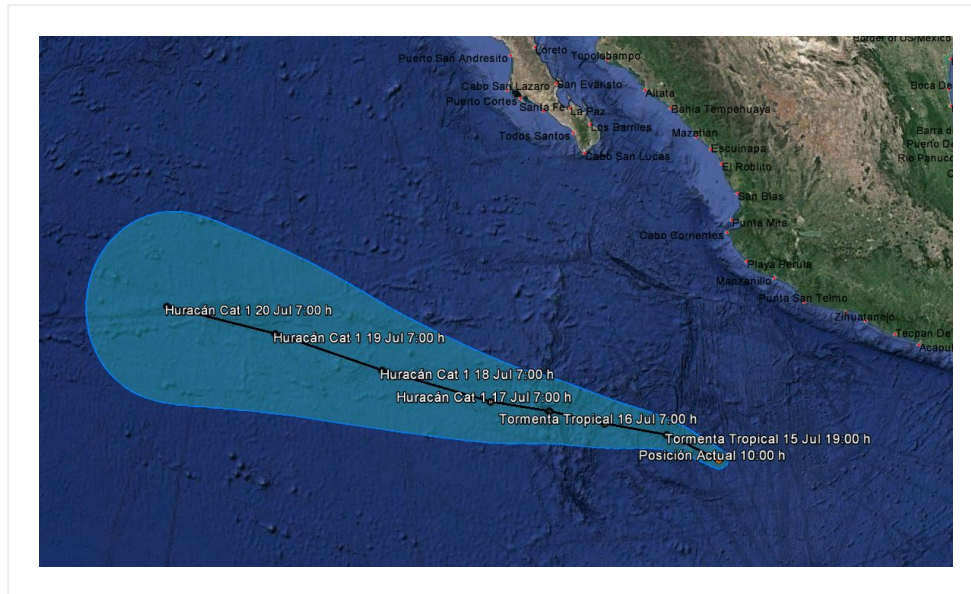 Border of US/Mexico
Loreto
Topolobampo
Puerto San Andresito
San Evaristo
Cabo San Lazaro
Altata
Boca De
Puerto Cortes
Santa Fe
La Paz
Bahia Tempehuaya
Los Barriles
Todos Santos
Mazatlan
Barra d
Escuinapa
Puerto De
Cabo San Lucas
Rio Panuco
El Roblito
San Blas
Punta Mita
Cabo Corrientes
Playa Perula
Manzanillo
Punta San Telmo
Huracán Cat 1 20 Jul 7:00 h
Zihuatanejo
Tecpan De
Huracán Cat 1 19 Jul 7:00 h
Acapul
Huracán Cat 1 18 Jul 7:00 h
Huracán Cat 1 17 Jul 7:00 h
Tormenta Tropical 16 Jul 7:00 h
Tormenta Tropical 15 Jul 19:00 h
Posición Actual 10:00 h